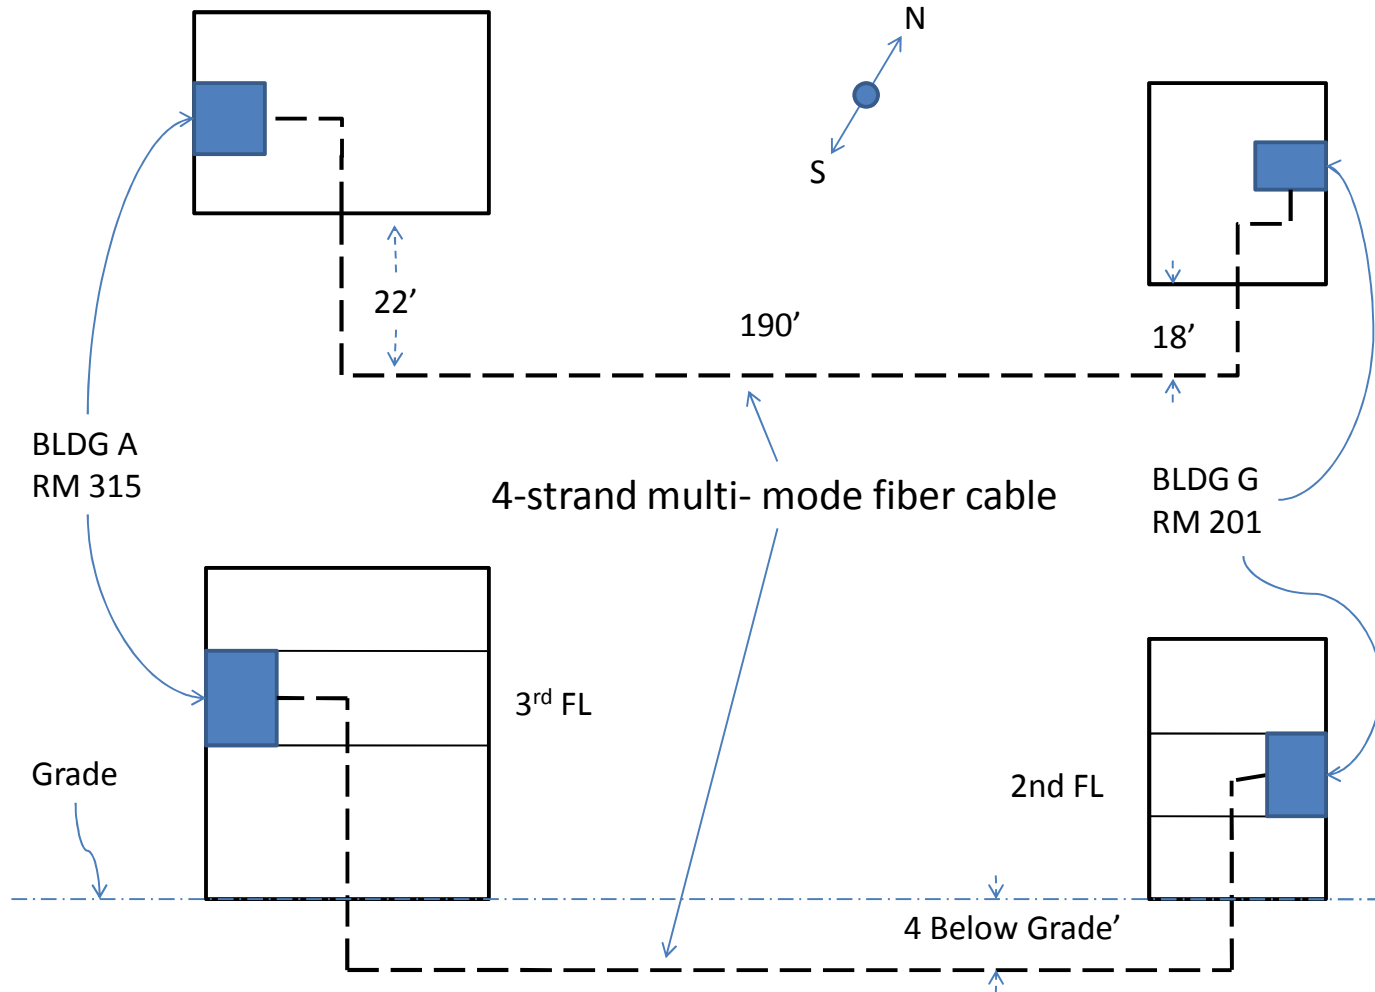 N
S
22’
190’
18’
BLDG A
RM 315
4-strand multi- mode fiber cable
BLDG G
RM 201
3rd FL
Grade
2nd FL
4 Below Grade’